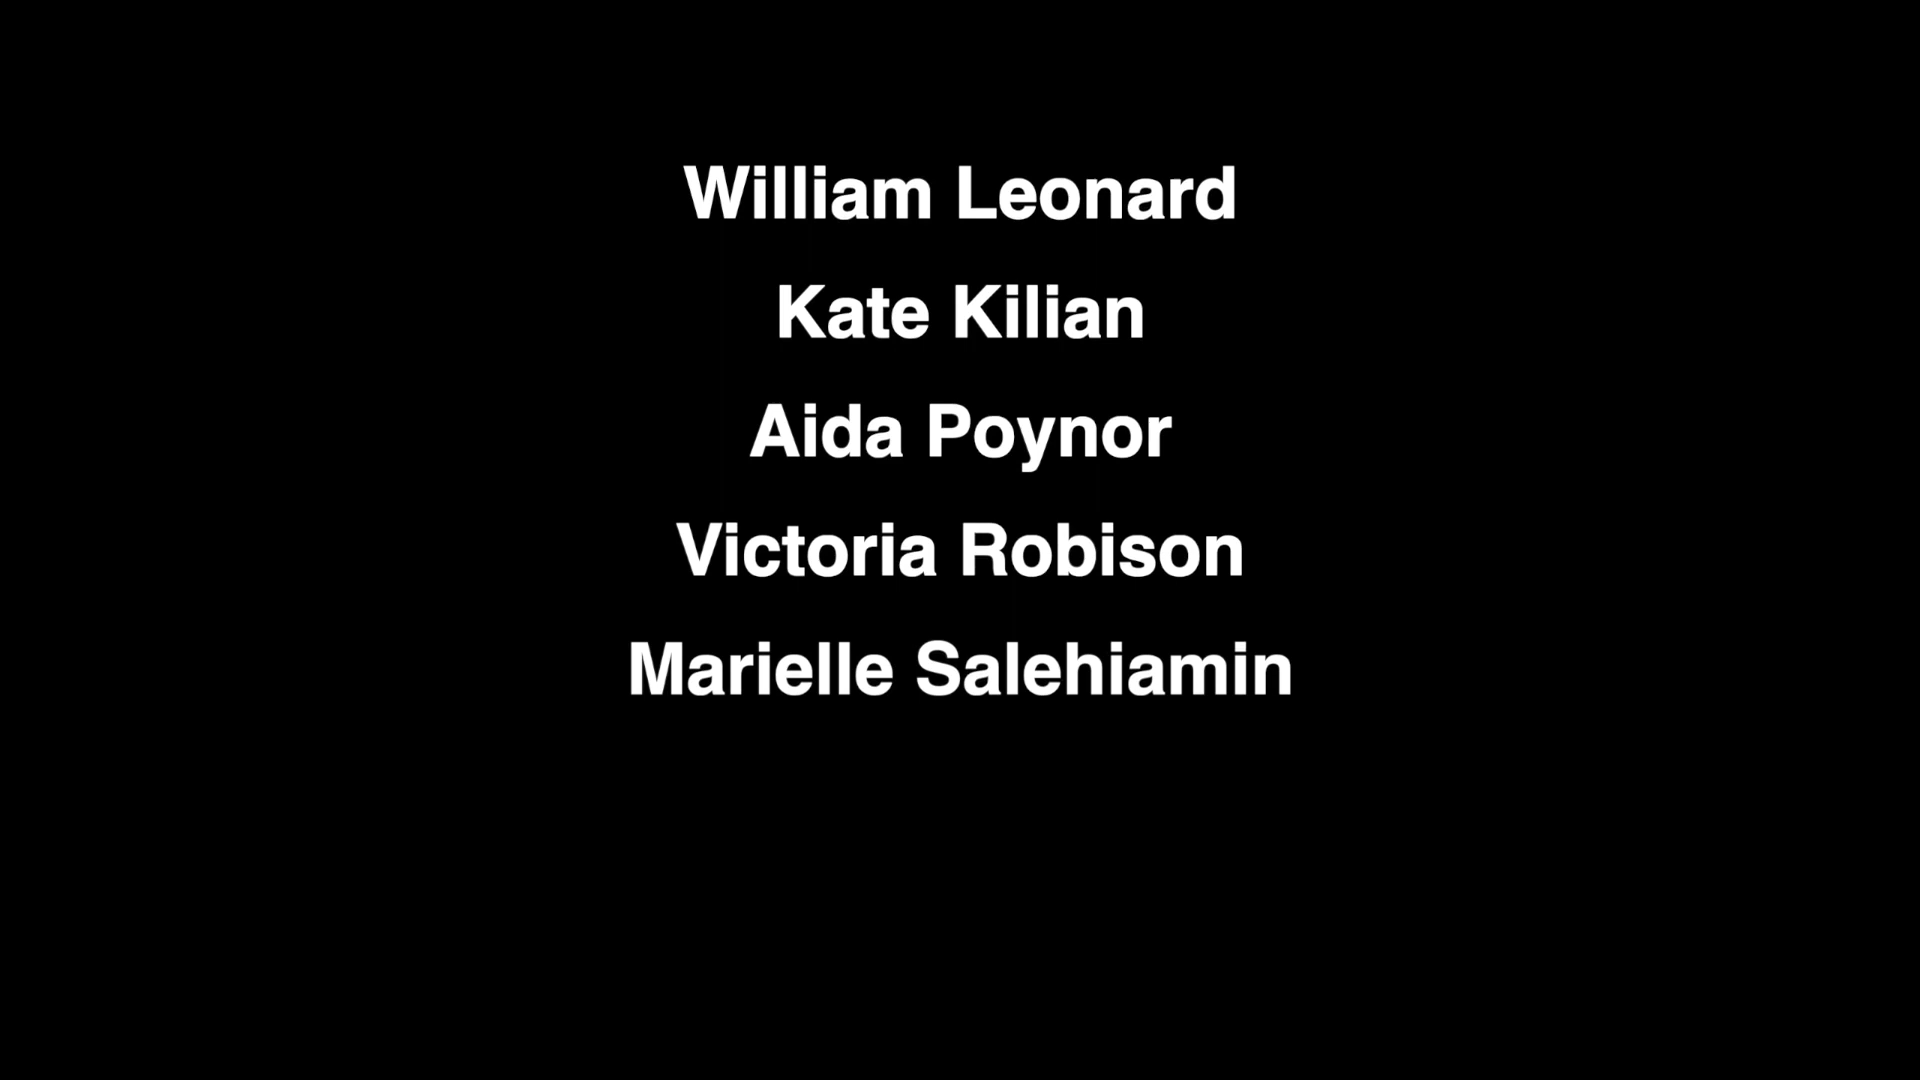 William Leonard
Kate Kilian
Aida Poynor
Victoria Robison
Marielle Salehiamin